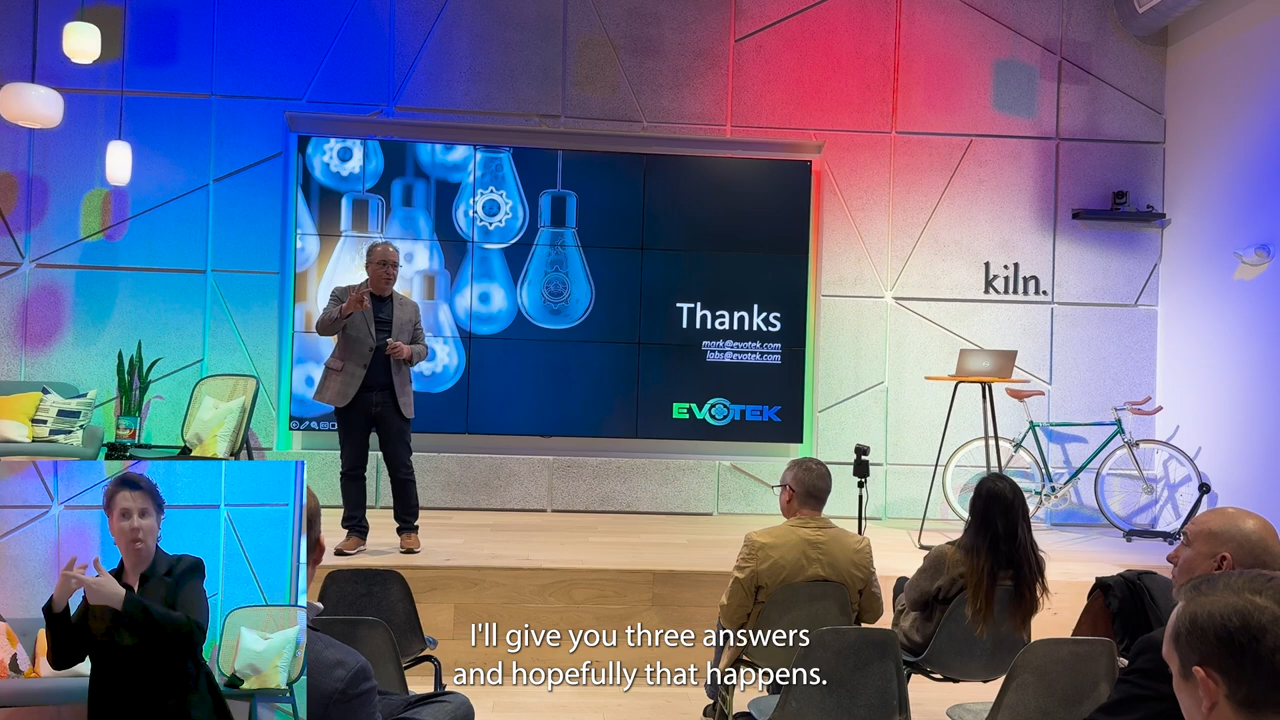 Thanks
mark@evotek.com
labs@evotek.com
EVOTEK
kiln.
I'll give you three answers
and hopefully that happens.